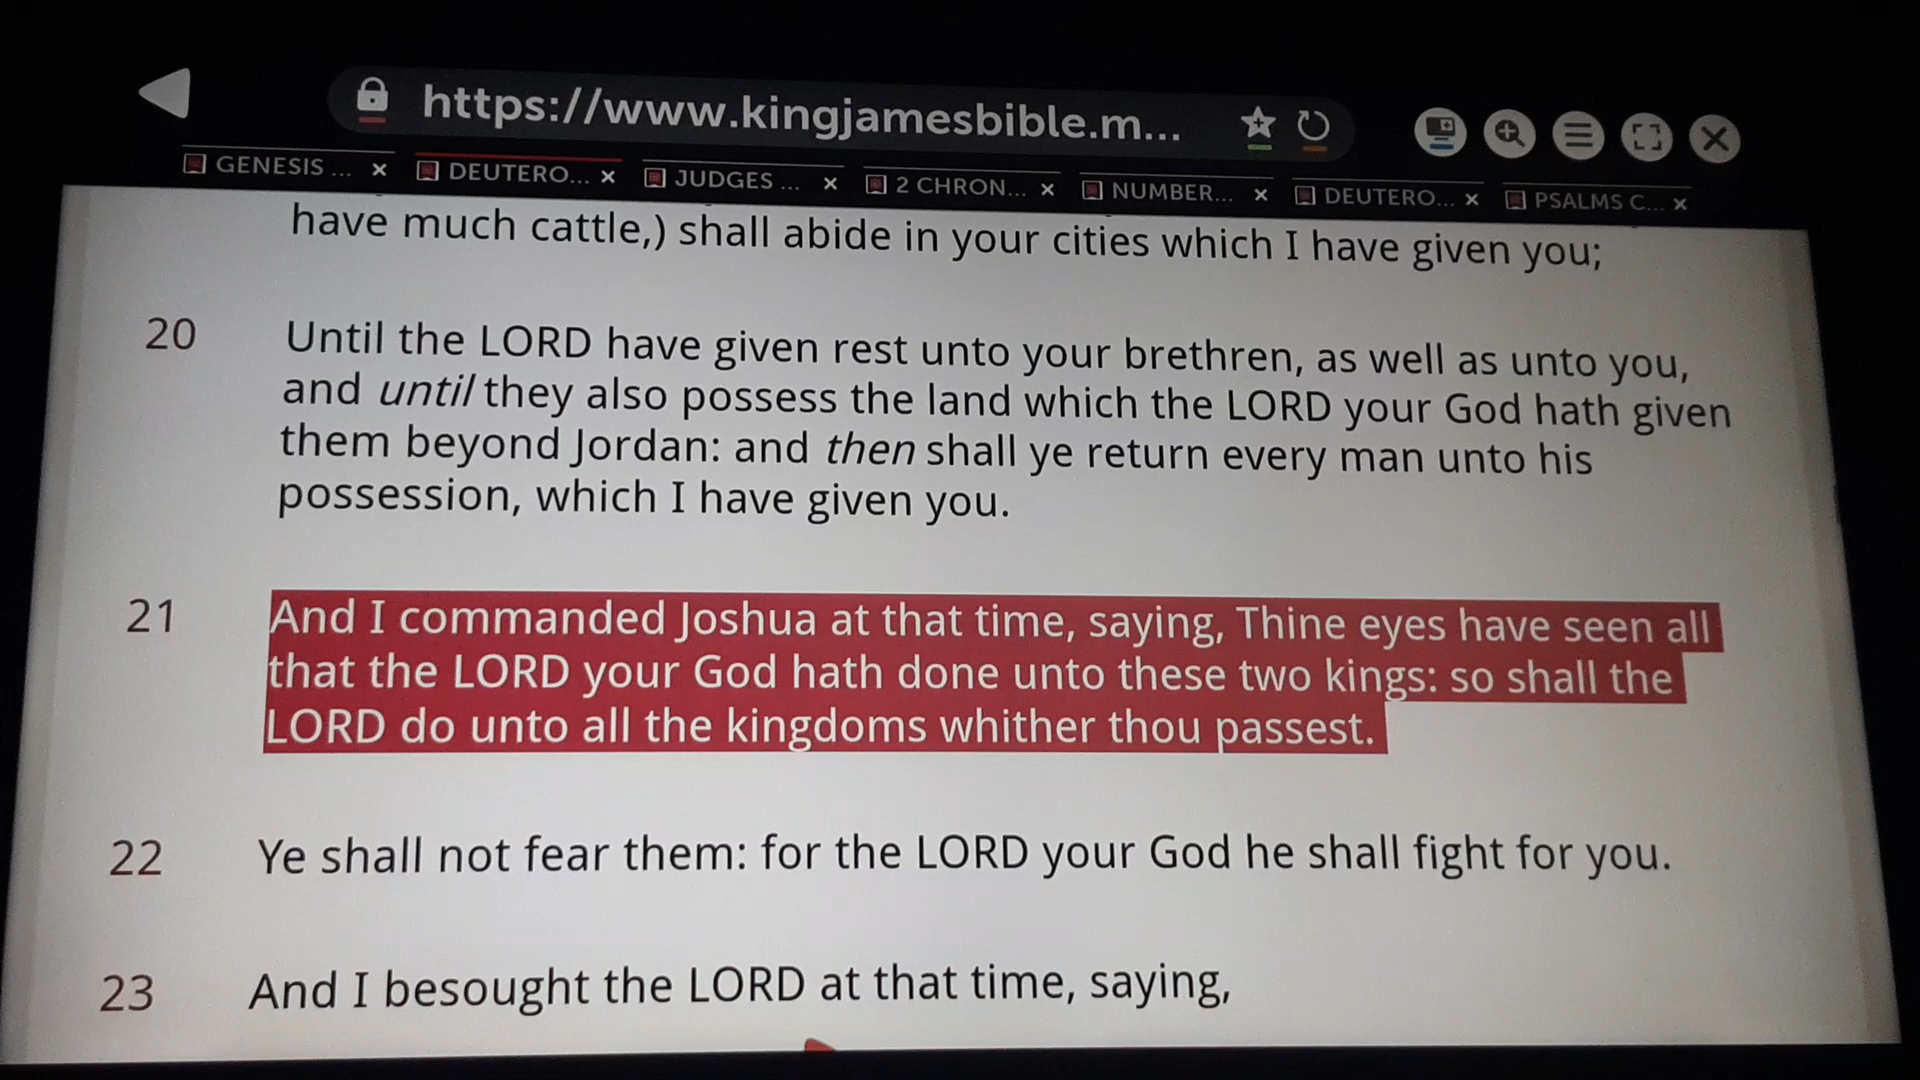 https://www.kingjamesbible.m...
GENESIS ... × DEUTERO... × JUDGES ... × 2 CHRON... × NUMBER... × DEUTERO... × PSALMS C... ×
have much cattle,) shall abide in your cities which I have given you;
20 Until the LORD have given rest unto your brethren, as well as unto you,
and until they also possess the land which the LORD your God hath given
them beyond Jordan: and then shall ye return every man unto his
possession, which I have given you.
21 And I commanded Joshua at that time, saying, Thine eyes have seen all
that the LORD your God hath done unto these two kings: so shall the
LORD do unto all the kingdoms whither thou passest.
22 Ye shall not fear them: for the LORD your God he shall fight for you.
23 And I besought the LORD at that time, saying,